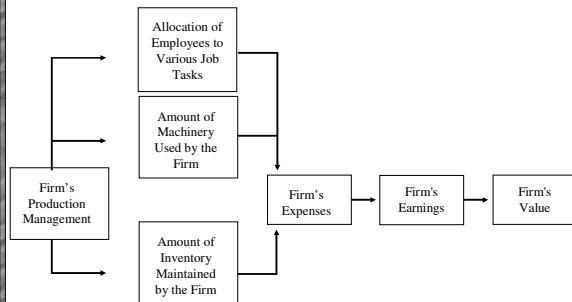 Allocation of
Employees to
Various Job
Tasks
Amount of
Machinery
Used by the
Firm
Firm's
Production
Management
Firm's
Expenses
Firm's
Earnings
Firm's
Value
Amount of
Inventory
Maintained
by the Firm